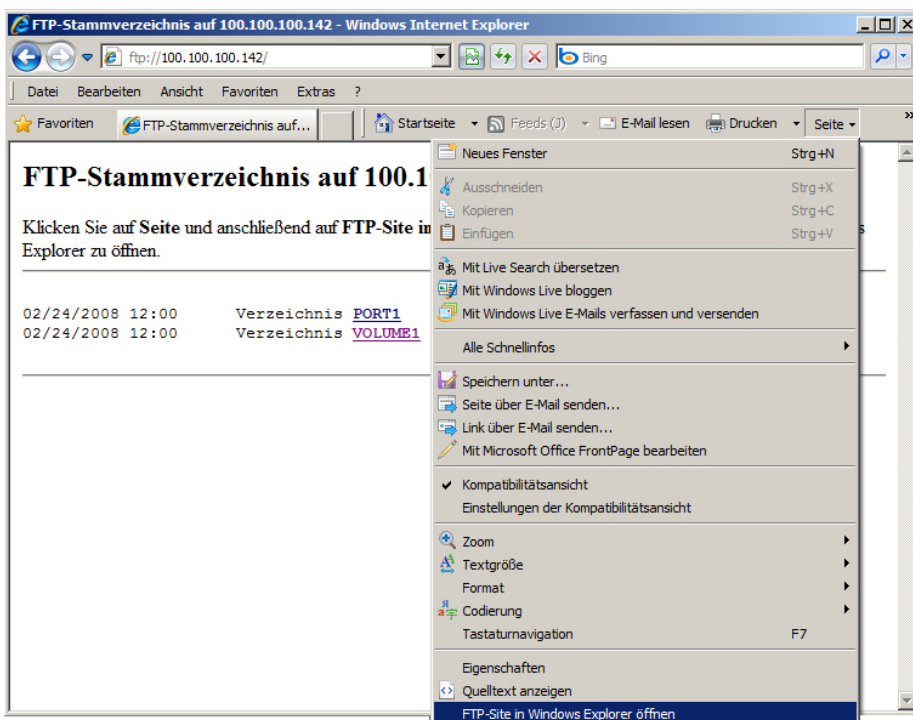 FTP-Stammverzeichnis auf 100.100.100.142 - Windows Internet Explorer
ftp://100.100.100.142/
Bing
Datei Bearbeiten Ansicht Favoriten Extras ?
Favoriten FTP-Stammverzeichnis auf... Startseite Feeds (J) E-Mail lesen Drucken Seite »
FTP-Stammverzeichnis auf 100.1
Klicken Sie auf Seite und anschließend auf FTP-Site in
Explorer zu öffnen.
02/24/2008 12:00 Verzeichnis PORT1
02/24/2008 12:00 Verzeichnis VOLUME1
Neues Fenster Strg+N
Ausschneiden Strg+X
Kopieren Strg+C
Einfügen Strg+V
Mit Live Search übersetzen
Mit Windows Live bloggen
Mit Windows Live E-Mails verfassen und versenden
Alle Schnellinfos
Speichern unter...
Seite über E-Mail senden...
Link über E-Mail senden...
Mit Microsoft Office FrontPage bearbeiten
Kompatibilitätsansicht
Einstellungen der Kompatibilitätsansicht
Zoom
Textgröße
Format
Codierung
Tastaturnavigation F7
Eigenschaften
Quelltext anzeigen
FTP-Site in Windows Explorer öffnen